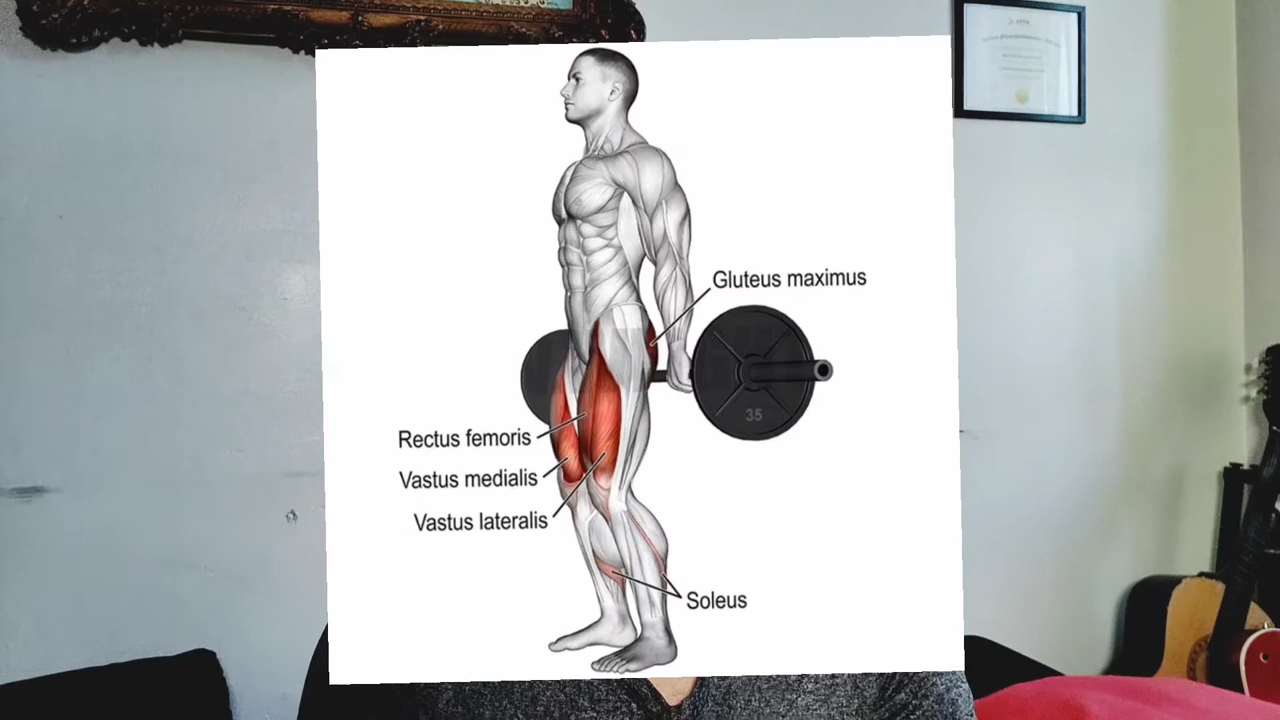 Gluteus maximus
35
Rectus femoris
Vastus medialis
Vastus lateralis
Soleus